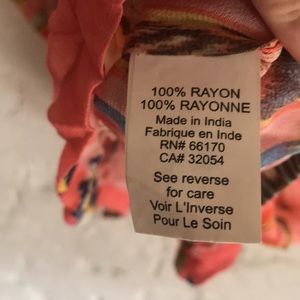 100% RAYON
100% RAYONNE
Made in India
Fabrique en Inde
RN# 66170
CA# 32054
See reverse
for care
Voir L'Inverse
Pour Le Soin